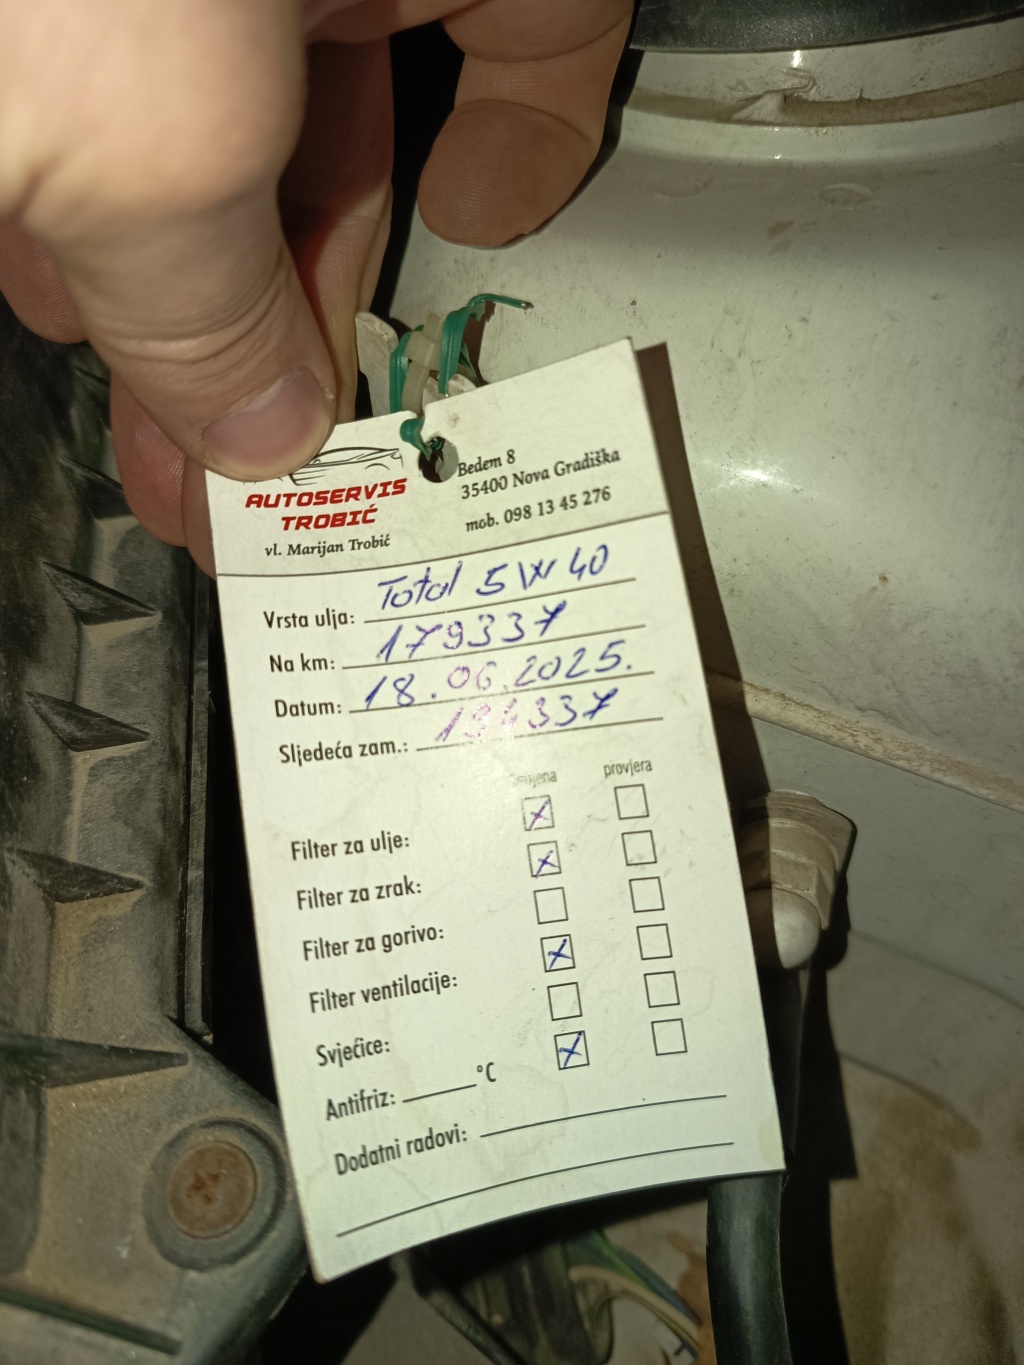 AUTOSERVIS
TROBIĆ
vl. Marijan Trobić
Bedem 8
35400 Nova Gradiška
mob. 098 13 45 276
Vrsta ulja: Total 5W40
Na km: 179337
Datum: 18.06.2025.
Sljedeća zam.: 194337
provjera
Filter za ulje:
Filter za zrak:
Filter za gorivo:
Filter ventilacije:
Svjećice:
Antifriz: °C
Dodatni radovi: